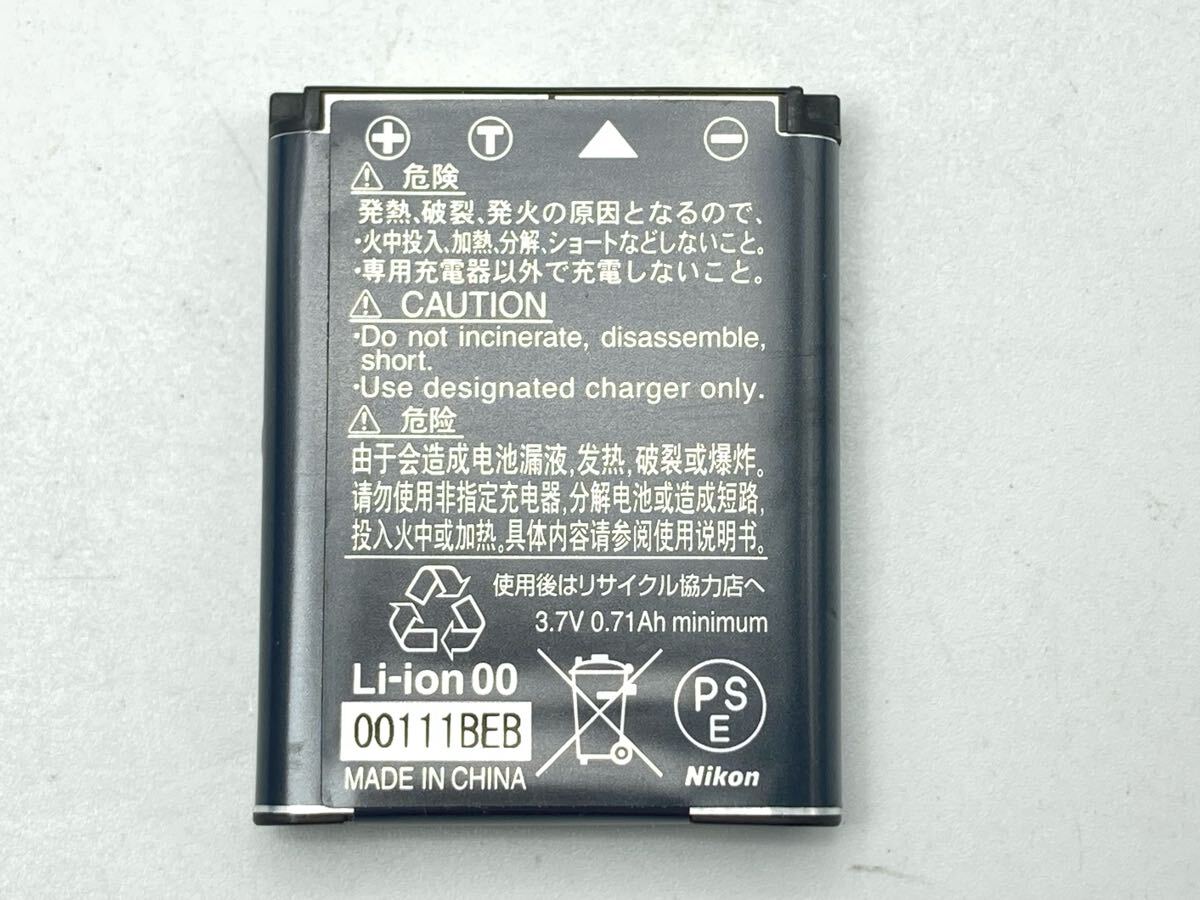 + T −
危険
発熱、破裂、発火の原因となるので、
・火中投入、加熱、分解、ショートなどしないこと。
・専用充電器以外で充電しないこと。
CAUTION
・Do not incinerate, disassemble,
short.
・Use designated charger only.
危险
由于会造成电池漏液,发热,破裂或爆炸。
请勿使用非指定充电器,分解电池或造成短路,
投入火中或加热。具体内容请参阅使用说明书。
使用後はリサイクル協力店へ
3.7V 0.71Ah minimum
Li-ion 00
00111BEB
MADE IN CHINA
PS
E
Nikon